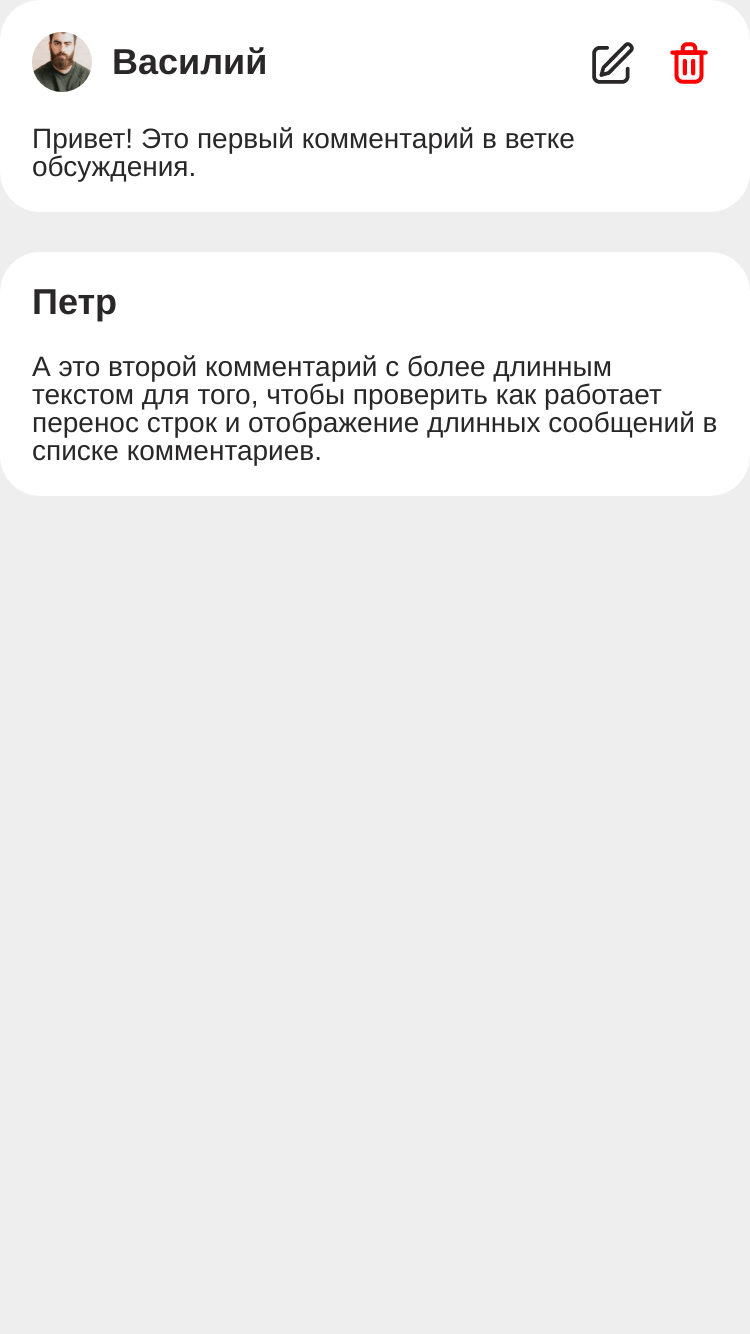 Василий
Привет! Это первый комментарий в ветке
обсуждения.
Петр
А это второй комментарий с более длинным
текстом для того, чтобы проверить как работает
перенос строк и отображение длинных сообщений в
списке комментариев.